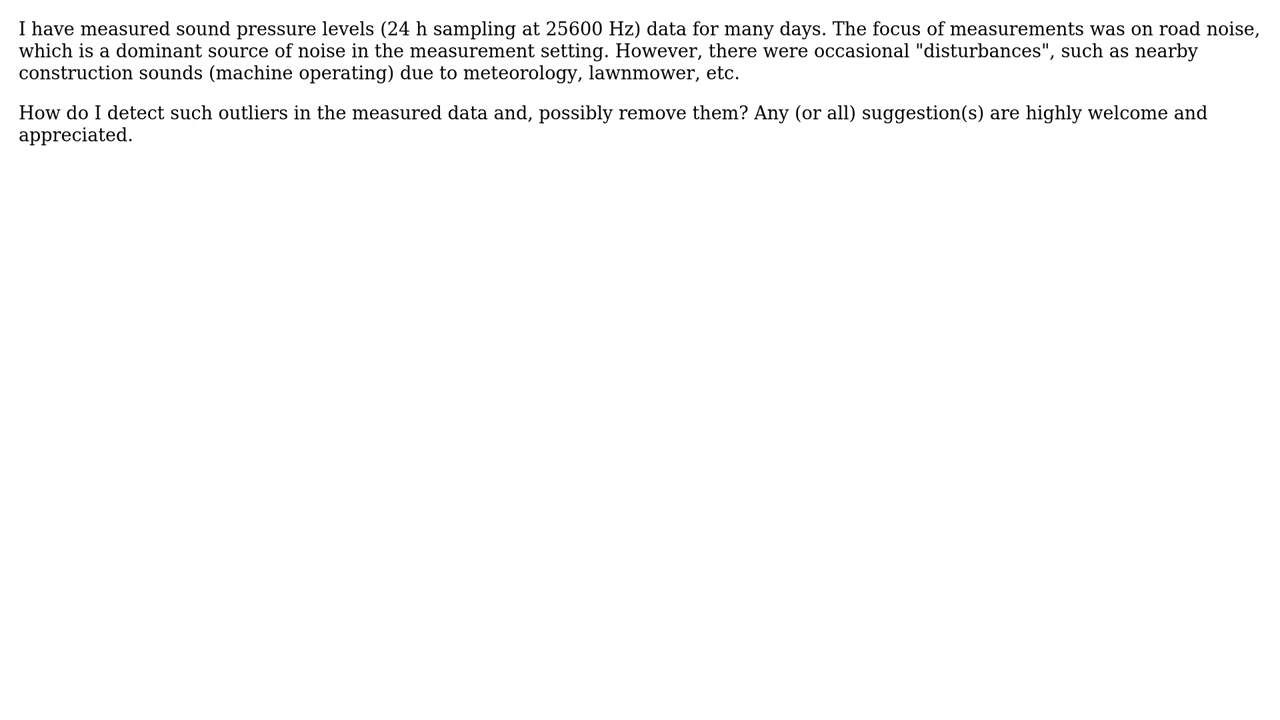 I have measured sound pressure levels (24 h sampling at 25600 Hz) data for many days. The focus of measurements was on road noise,
which is a dominant source of noise in the measurement setting. However, there were occasional "disturbances", such as nearby
construction sounds (machine operating) due to meteorology, lawnmower, etc.
How do I detect such outliers in the measured data and, possibly remove them? Any (or all) suggestion(s) are highly welcome and
appreciated.